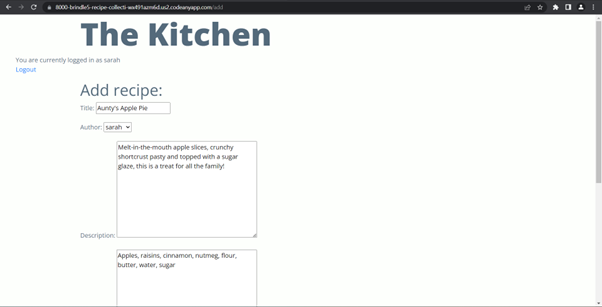 8000-brindle5-recipe-collecti-wa4l91azm6d.us2.codeanyapp.com/add
The Kitchen
You are currently logged in as sarah
Logout
Add recipe:
Title: Aunty's Apple Pie
Author: sarah
Melt-in-the-mouth apple slices, crunchy
shortcrust pasty and topped with a sugar
glaze, this is a treat for all the family!
Description:
Apples, raisins, cinnamon, nutmeg, flour,
butter, water, sugar